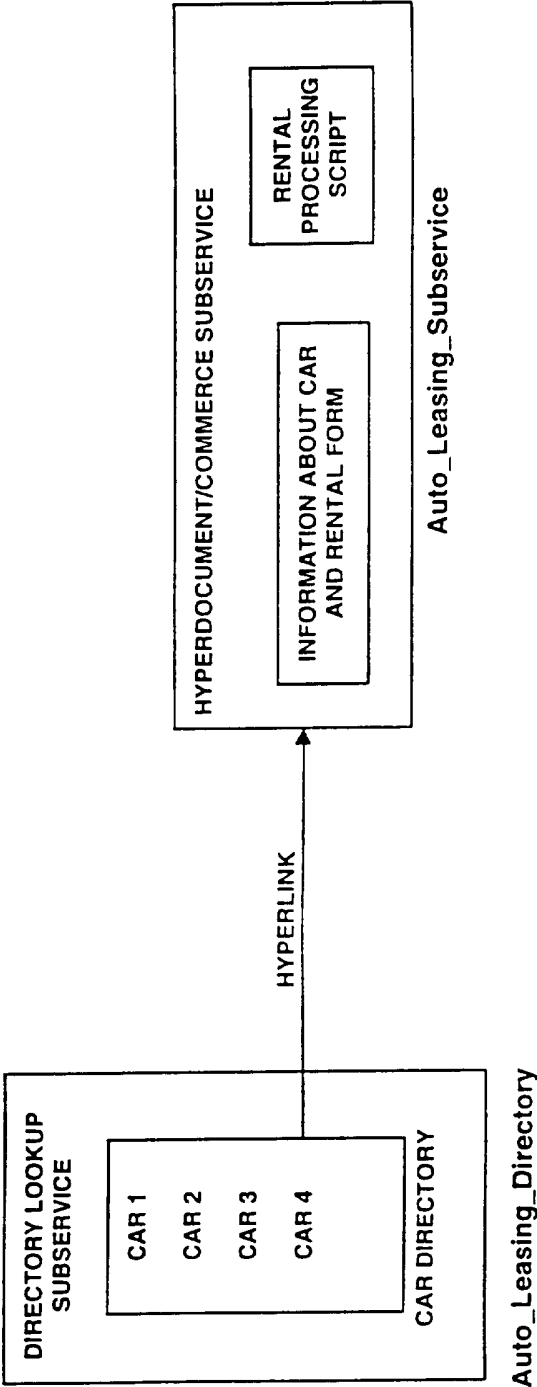 DIRECTORY LOOKUP
SUBSERVICE
CAR 1
CAR 2
CAR 3
CAR 4
CAR DIRECTORY
Auto_Leasing_Directory
HYPERLINK
HYPERDOCUMENT/COMMERCE SUBSERVICE
INFORMATION ABOUT CAR
AND RENTAL FORM
RENTAL
PROCESSING
SCRIPT
Auto_Leasing_Subservice